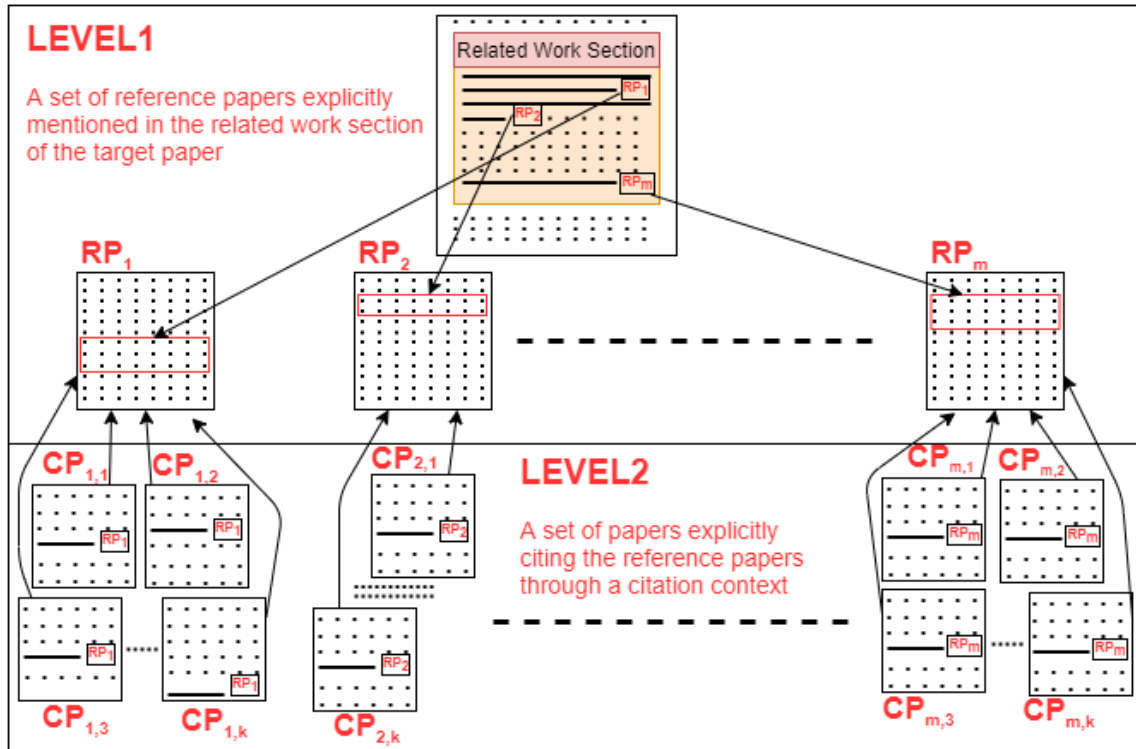 LEVEL1
A set of reference papers explicitly
mentioned in the related work section
of the target paper
Related Work Section
RP1
RP2
RPm
RP1
RP2
RPm
CP1,1
CP1,2
CP2,1
CPm,1
CPm,2
RP1
RP1
RP2
RPm
RPm
LEVEL2
A set of papers explicitly
citing the reference papers
through a citation context
RP1
RP1
RP2
RPm
RPm
CP1,3
CP1,k
CP2,k
CPm,3
CPm,k